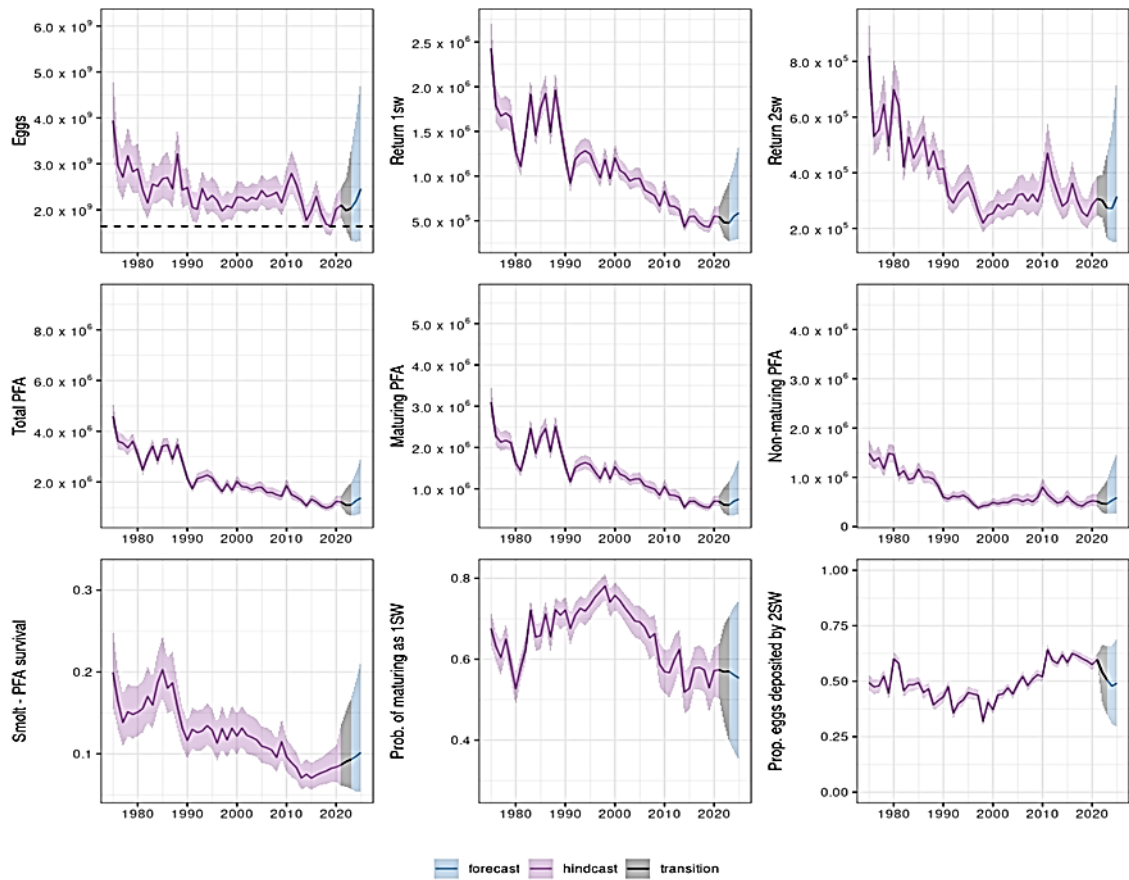 Eggs
6.0 x 10⁹
5.0 x 10⁹
4.0 x 10⁹
3.0 x 10⁹
2.0 x 10⁹
1980 1990 2000 2010 2020
Return 1sw
2.5 x 10⁶
2.0 x 10⁶
1.5 x 10⁶
1.0 x 10⁶
5.0 x 10⁵
1980 1990 2000 2010 2020
Return 2sw
8.0 x 10⁵
6.0 x 10⁵
4.0 x 10⁵
2.0 x 10⁵
1980 1990 2000 2010 2020
Total PFA
8.0 x 10⁶
6.0 x 10⁶
4.0 x 10⁶
2.0 x 10⁶
1980 1990 2000 2010 2020
Maturing PFA
5.0 x 10⁶
4.0 x 10⁶
3.0 x 10⁶
2.0 x 10⁶
1.0 x 10⁶
1980 1990 2000 2010 2020
Non-maturing PFA
4.0 x 10⁶
3.0 x 10⁶
2.0 x 10⁶
1.0 x 10⁶
0
1980 1990 2000 2010 2020
Smolt - PFA survival
0.3
0.2
0.1
1980 1990 2000 2010 2020
Prob. of maturing as 1SW
0.8
0.6
0.4
1980 1990 2000 2010 2020
Prop. eggs deposited by 2SW
1.00
0.75
0.50
0.25
0.00
1980 1990 2000 2010 2020
forecast hindcast transition